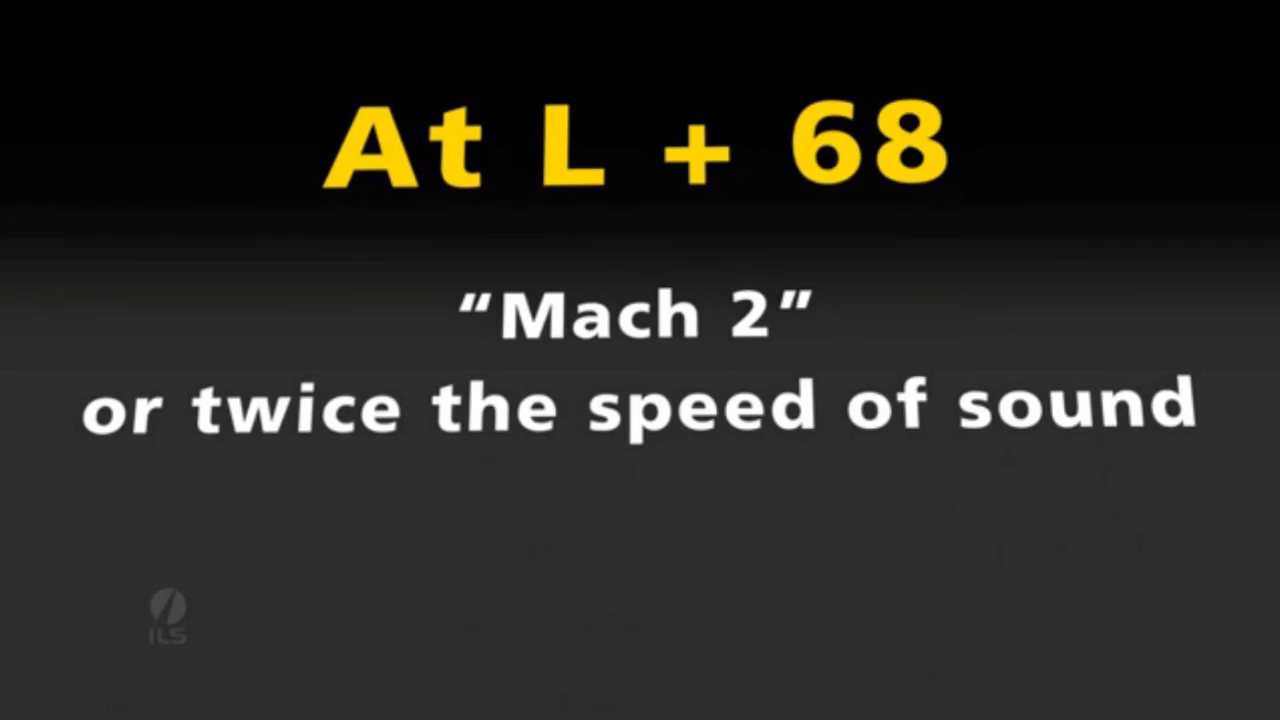 At L + 68
“Mach 2”
or twice the speed of sound
ILS